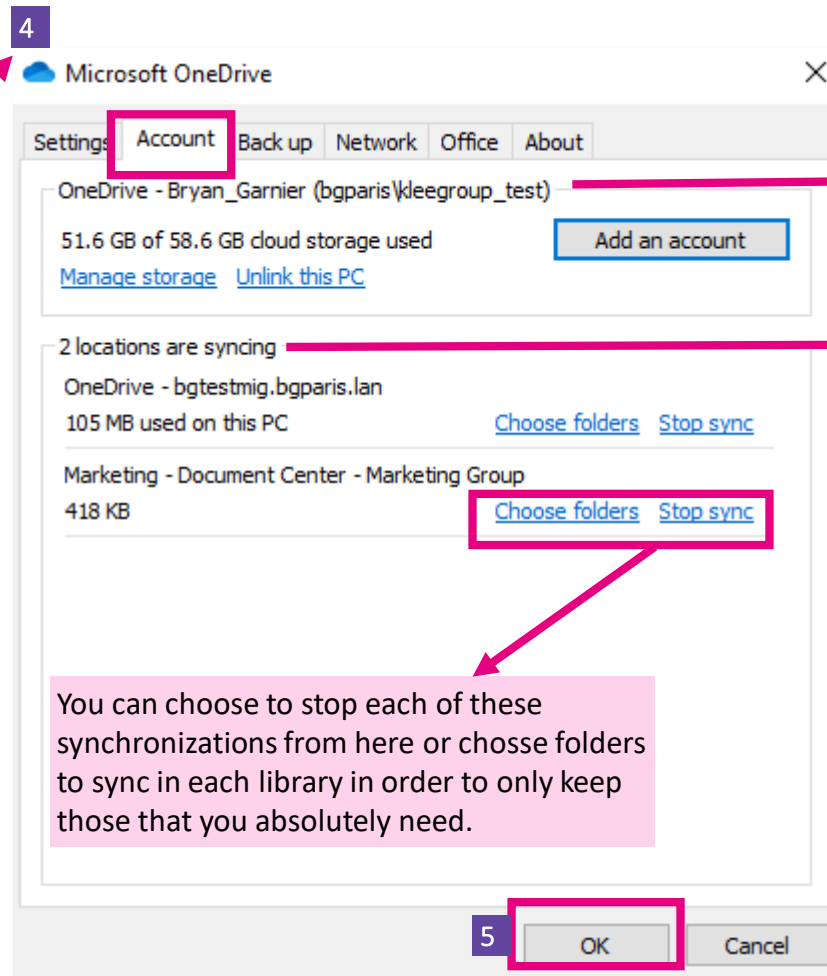 4
Microsoft OneDrive
Settings Account Back up Network Office About
OneDrive - Bryan_Garnier (bgparis\kleegroup_test)
51.6 GB of 58.6 GB cloud storage used Add an account
Manage storage Unlink this PC
2 locations are syncing
OneDrive - bgtestmig.bgparis.lan
105 MB used on this PC Choose folders Stop sync
Marketing - Document Center - Marketing Group
418 KB Choose folders Stop sync
You can choose to stop each of these
synchronizations from here or chosse folders
to sync in each library in order to only keep
those that you absolutely need.
5 OK Cancel